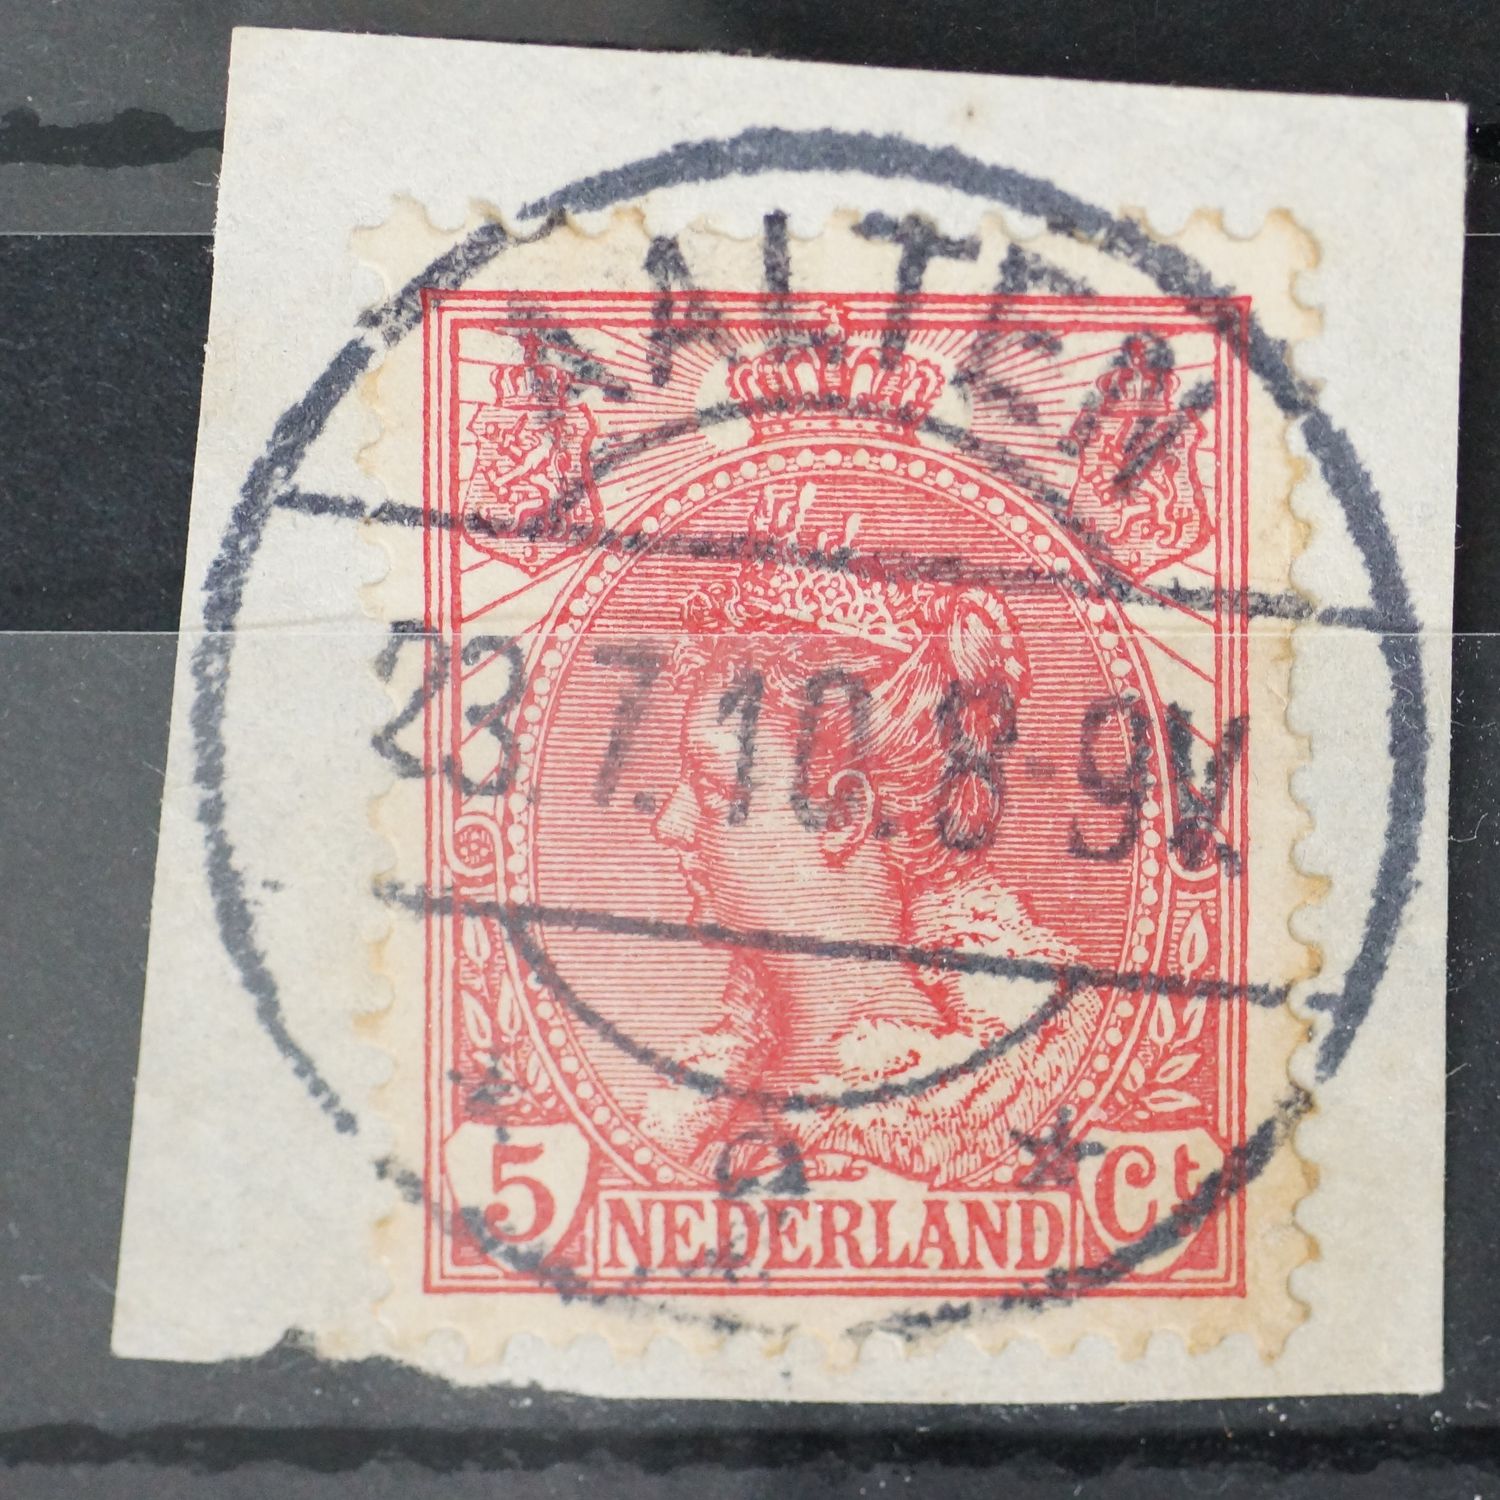 AALTEN
23.7.10.8-9V
5 NEDERLAND Ct